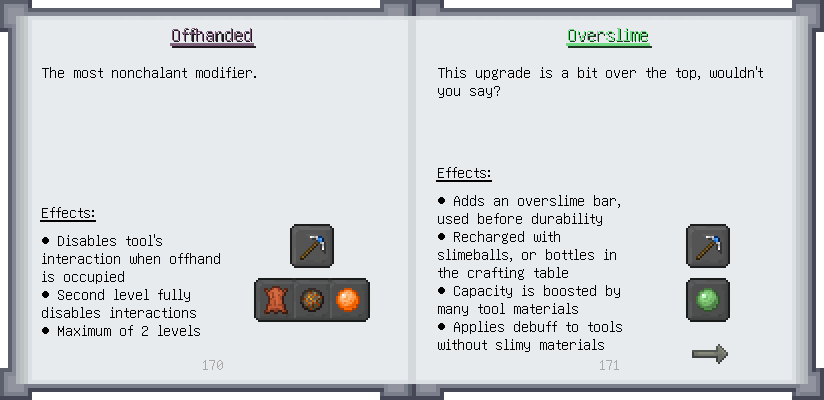 Offhanded
The most nonchalant modifier.
Effects:
● Disables tool's
interaction when offhand
is occupied
● Second level fully
disables interactions
● Maximum of 2 levels
170
Overslime
This upgrade is a bit over the top, wouldn't
you say?
Effects:
● Adds an overslime bar,
used before durability
● Recharged with
slimeballs, or bottles in
the crafting table
● Capacity is boosted by
many tool materials
● Applies debuff to tools
without slimy materials
171